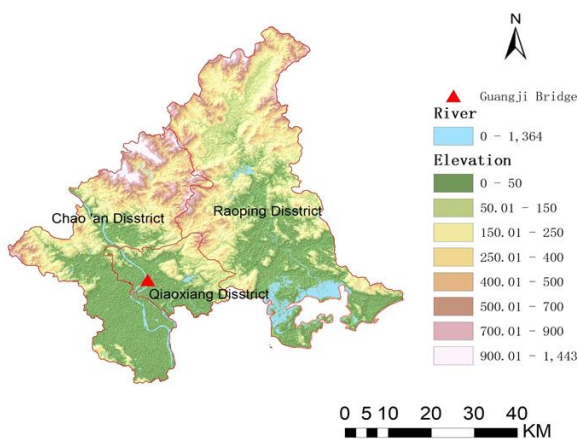 N
Guangji Bridge
River
0 - 1,364
Elevation
0 - 50
50.01 - 150
150.01 - 250
250.01 - 400
400.01 - 500
500.01 - 700
700.01 - 900
900.01 - 1,443
Chao 'an Disstrict
Raoping Disstrict
Qiaoxiang Disstrict
0 5 10 20 30 40
KM